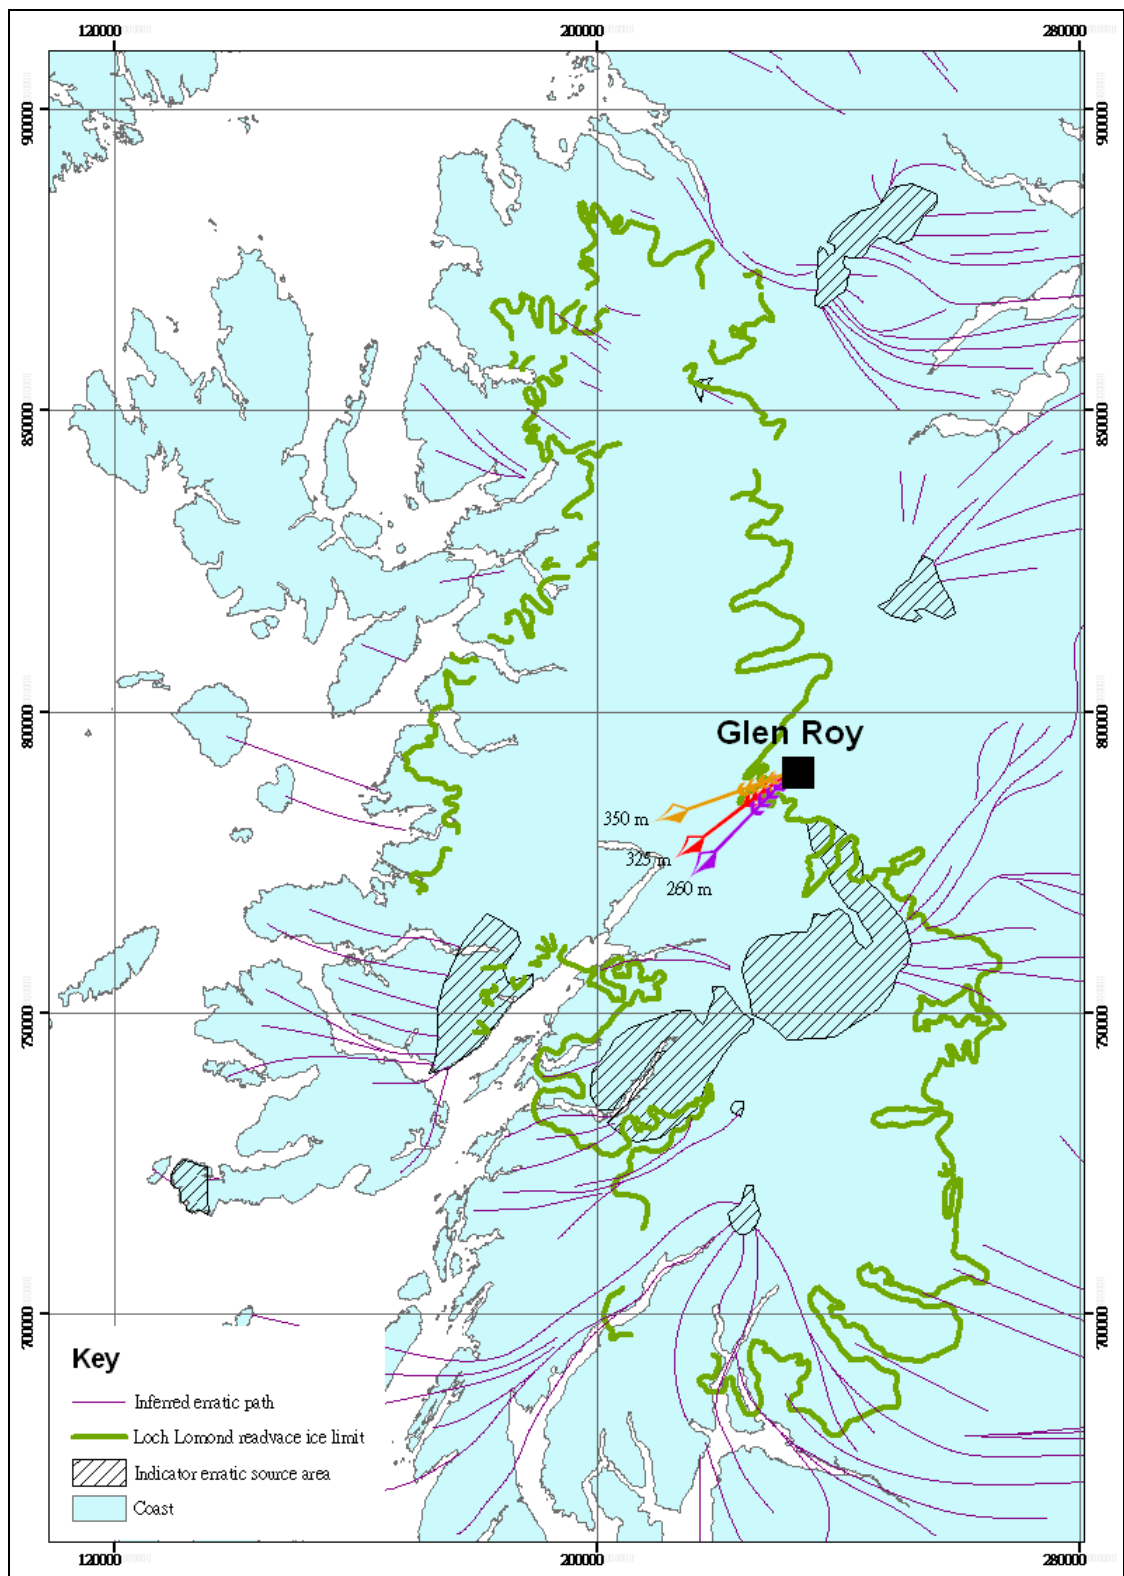 120000 200000 280000
900000 900000
850000 850000
Glen Roy
800000 800000
350 m
325 m
260 m
750000 750000
700000 700000
Key
Inferred erratic path
Loch Lomond readvace ice limit
Indicator erratic source area
Coast
120000 200000 280000